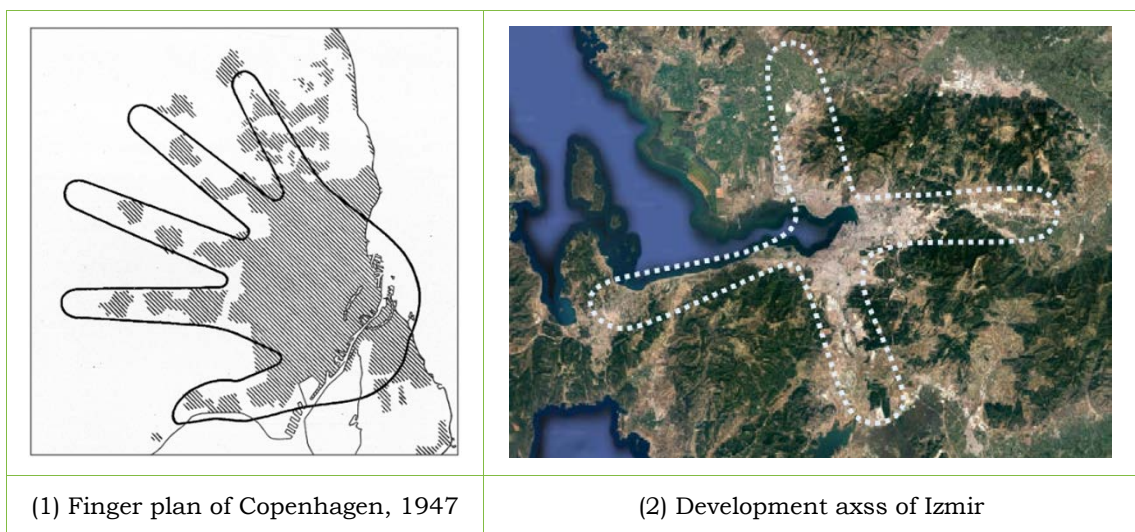 (1) Finger plan of Copenhagen, 1947
(2) Development axss of Izmir